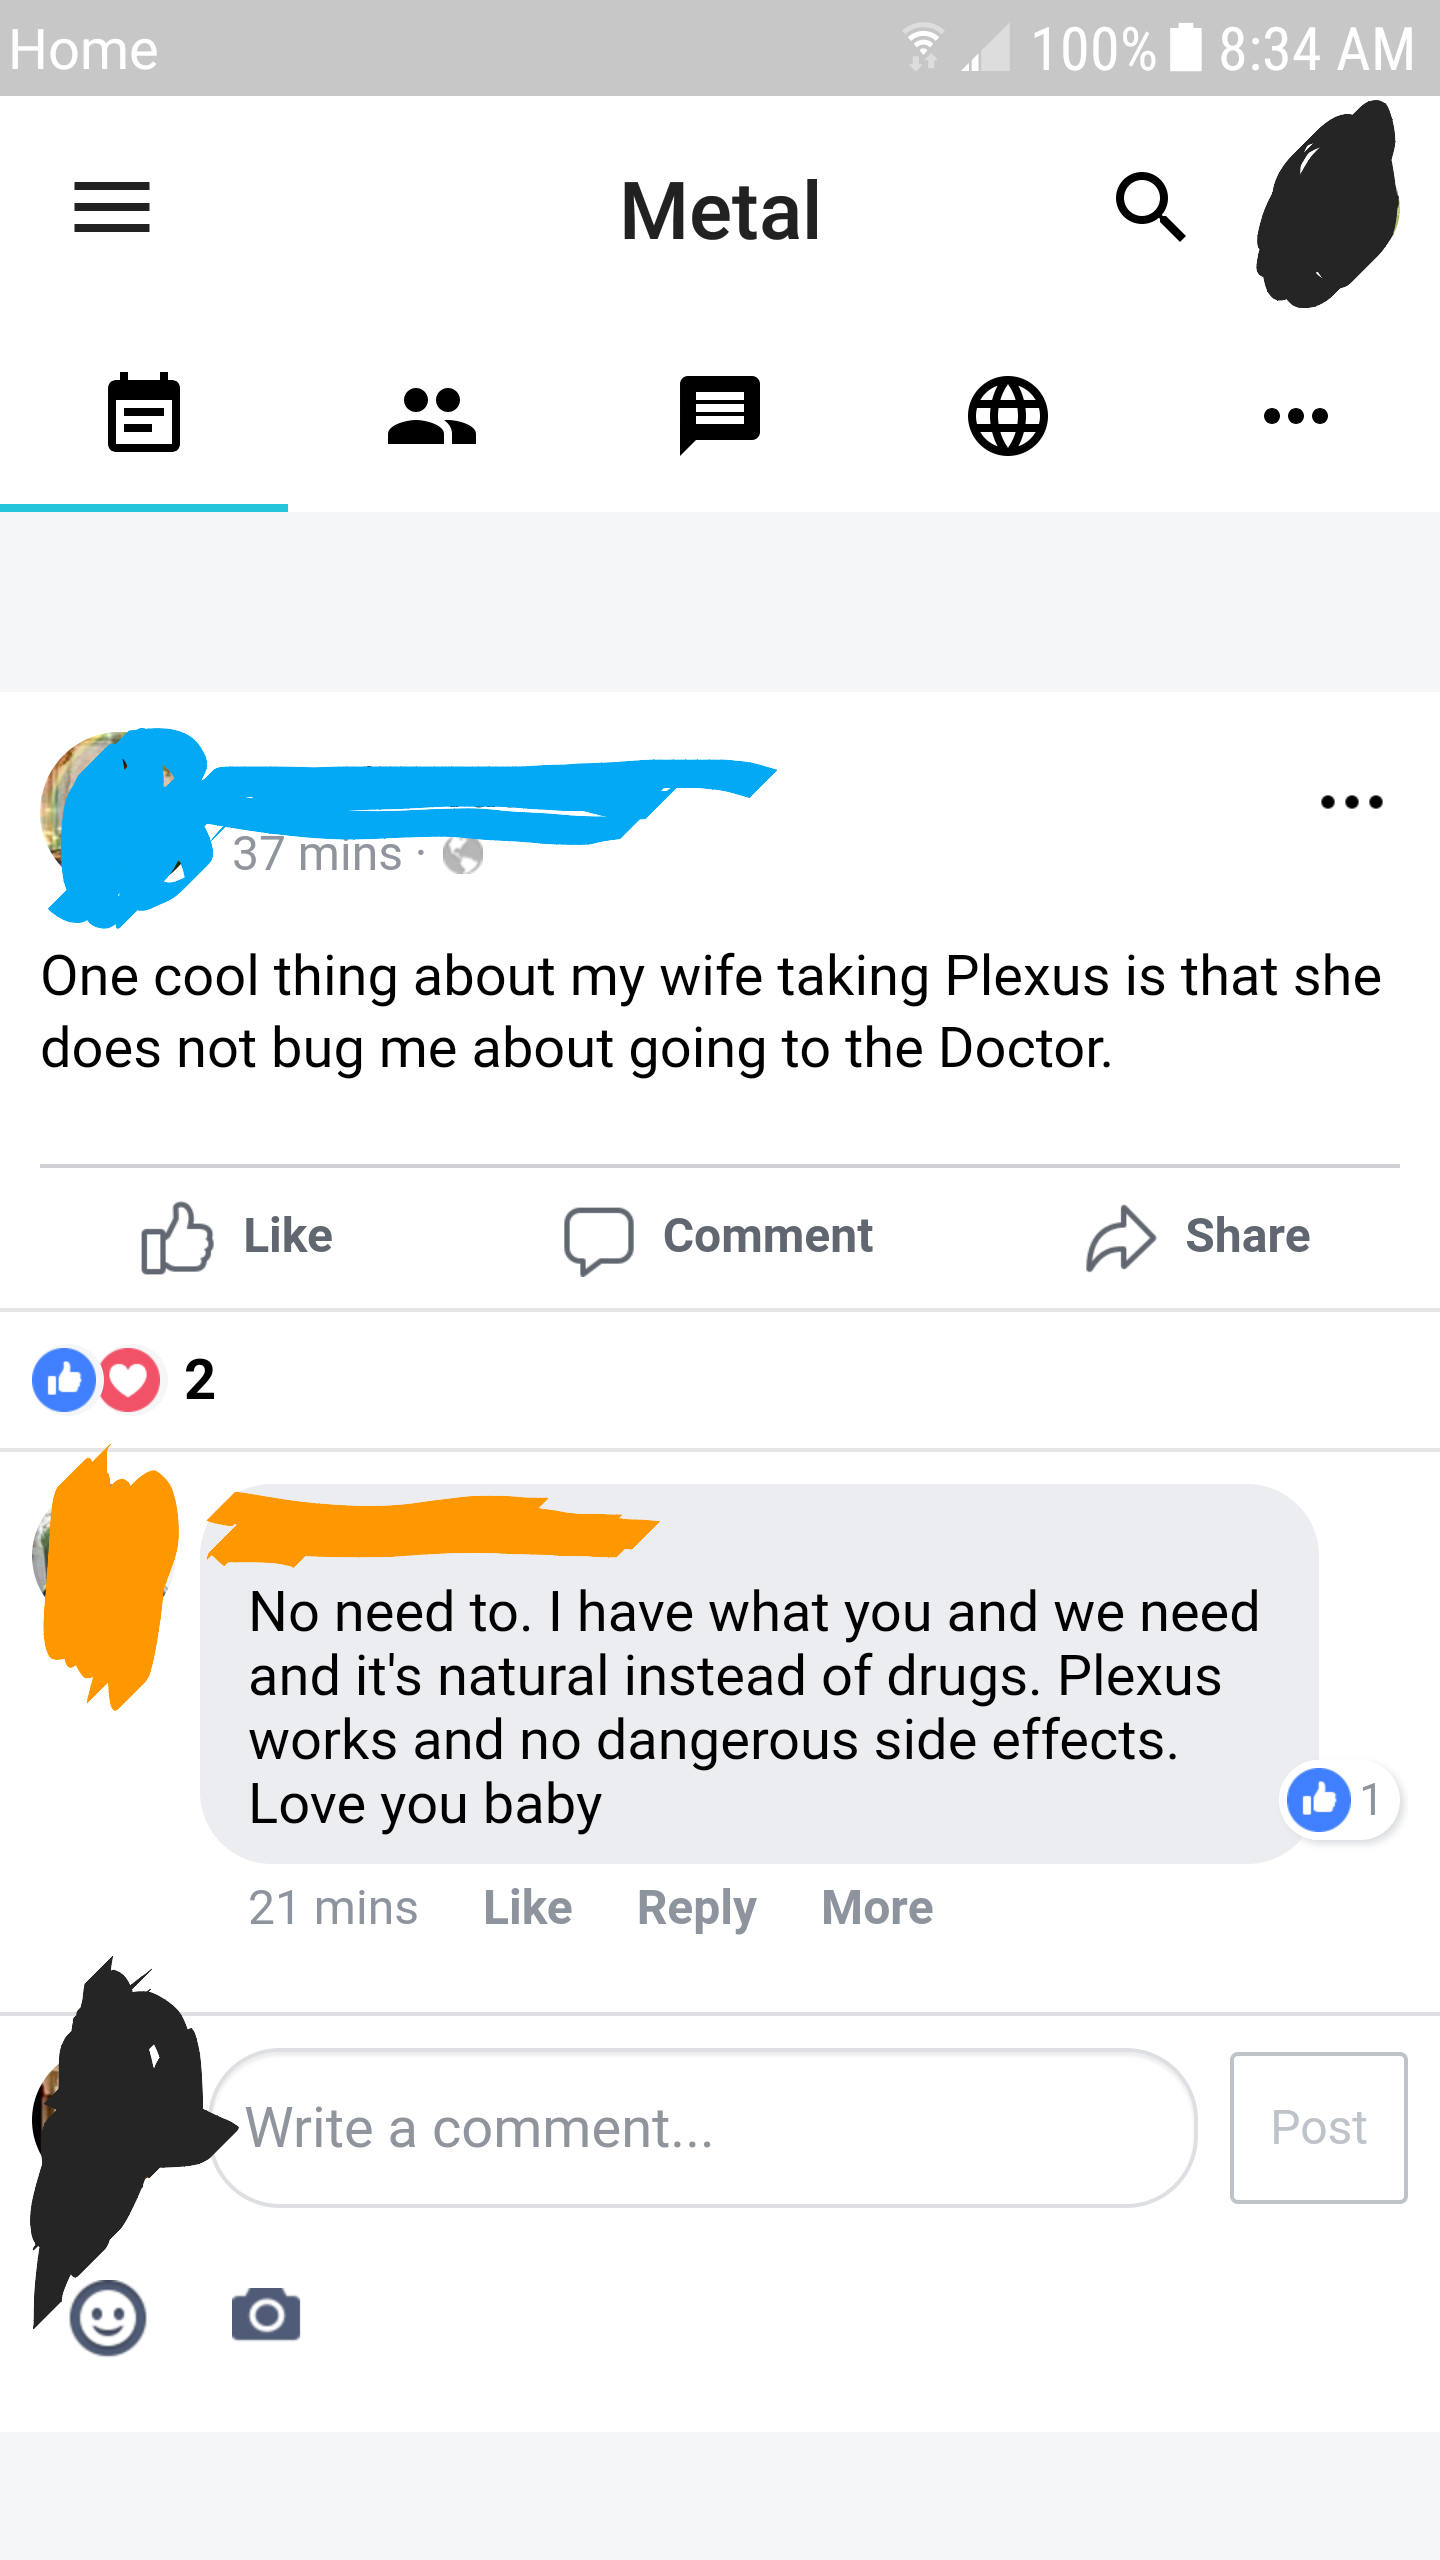 Home 100% 8:34 AM
Metal
37 mins ·
One cool thing about my wife taking Plexus is that she
does not bug me about going to the Doctor.
Like Comment Share
2
No need to. I have what you and we need
and it's natural instead of drugs. Plexus
works and no dangerous side effects.
Love you baby
1
21 mins Like Reply More
Write a comment... Post